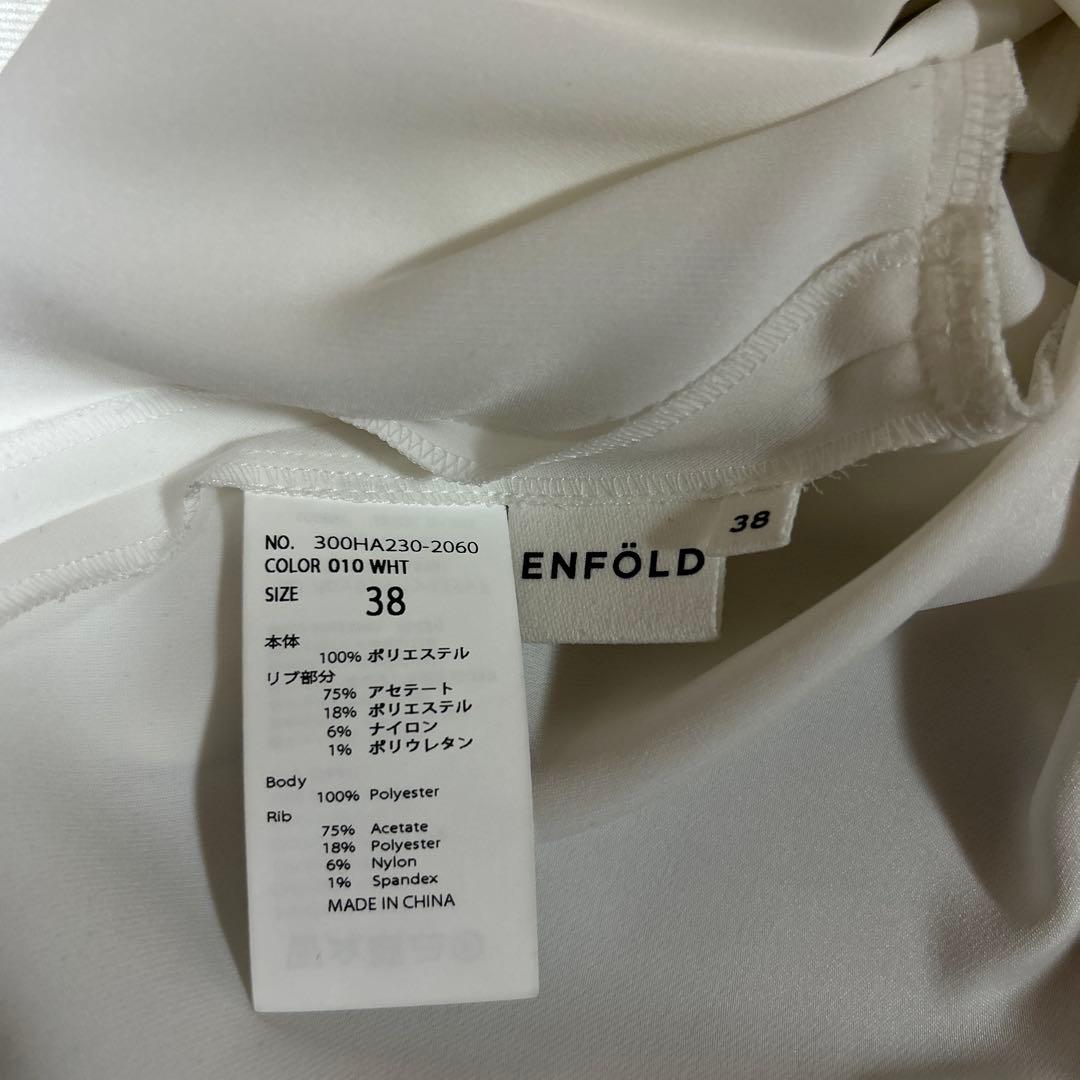 NO. 300HA230-2060
COLOR 010 WHT
SIZE 38
本体
100% ポリエステル
リブ部分
75% アセテート
18% ポリエステル
6% ナイロン
1% ポリウレタン
Body
100% Polyester
Rib
75% Acetate
18% Polyester
6% Nylon
1% Spandex
MADE IN CHINA
ENFÖLD
38